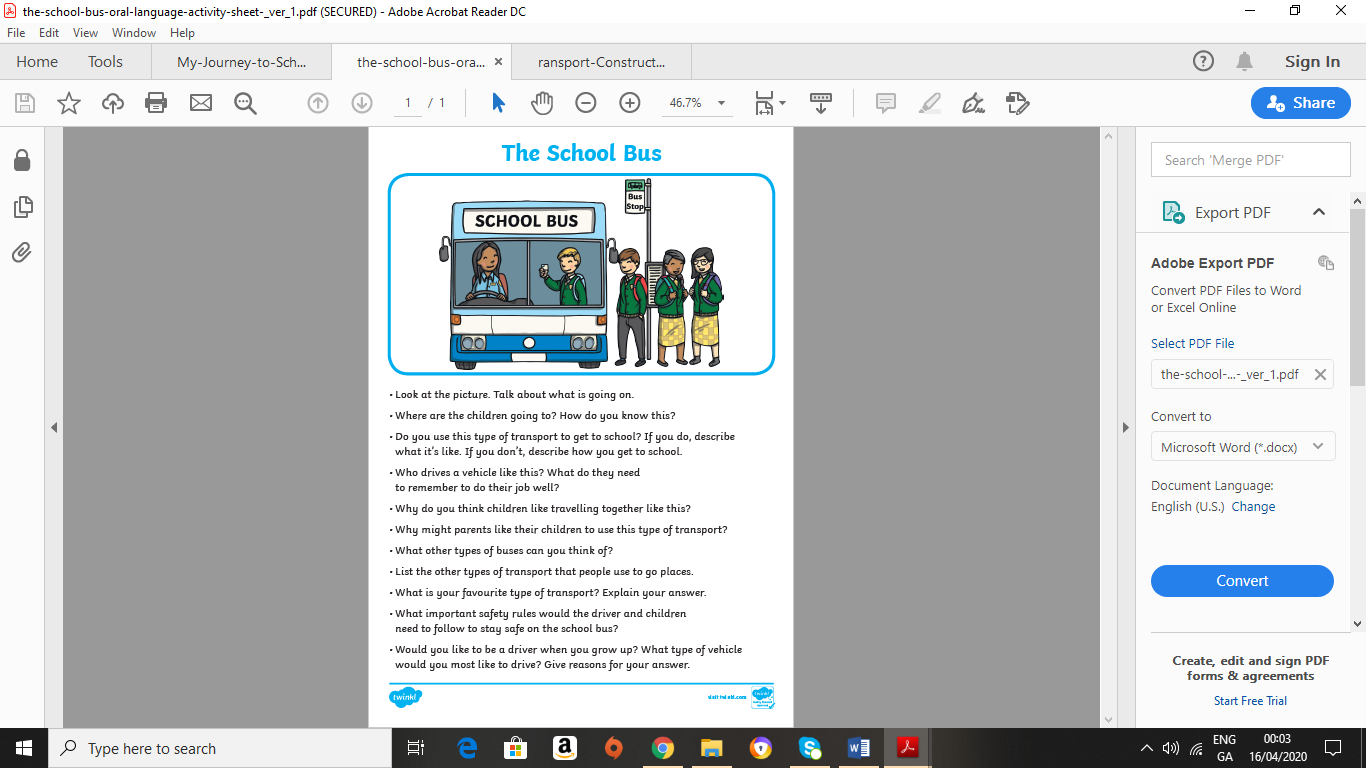 the-school-bus-oral-language-activity-sheet-_ver_1.pdf (SECURED) - Adobe Acrobat Reader DC
File Edit View Window Help
Home Tools My-Journey-to-Sch... the-school-bus-ora... ransport-Construct... Sign In
1 / 1 46.7% Share
The School Bus
Bus
Stop
SCHOOL BUS
• Look at the picture. Talk about what is going on.
• Where are the children going to? How do you know this?
• Do you use this type of transport to get to school? If you do, describe
what it's like. If you don't, describe how you get to school.
• Who drives a vehicle like this? What do they need
to remember to do their job well?
• Why do you think children like travelling together like this?
• Why might parents like their children to use this type of transport?
• What other types of buses can you think of?
• List the other types of transport that people use to go places.
• What is your favourite type of transport? Explain your answer.
• What important safety rules would the driver and children
need to follow to stay safe on the school bus?
• Would you like to be a driver when you grow up? What type of vehicle
would you most like to drive? Give reasons for your answer.
twinkl
visit twinkl.com
twinkl
Search 'Merge PDF'
Export PDF
Adobe Export PDF
Convert PDF Files to Word
or Excel Online
Select PDF File
the-school-...-_ver_1.pdf
Convert to
Microsoft Word (*.docx)
Document Language:
English (U.S.) Change
Convert
Create, edit and sign PDF
forms & agreements
Start Free Trial
Type here to search
ENG
GA
00:03
16/04/2020